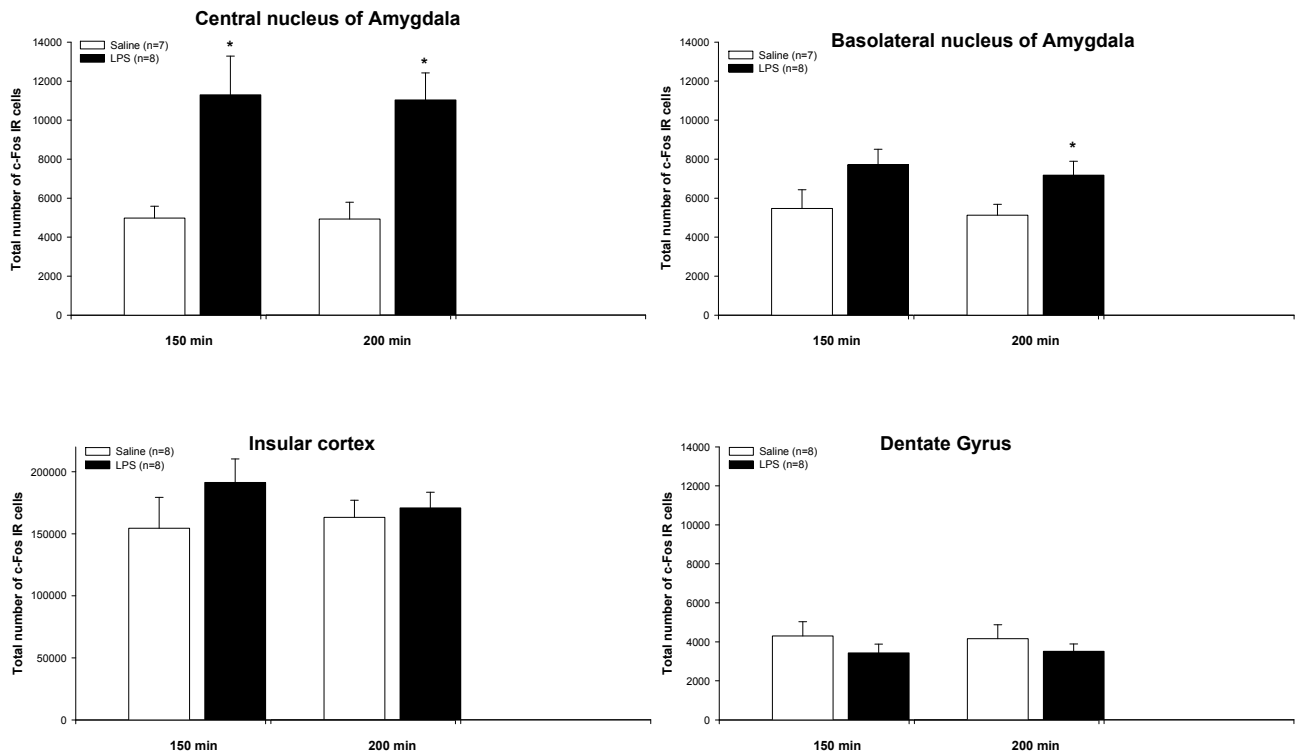 Central nucleus of Amygdala
14000
12000
10000
8000
6000
4000
2000
0
Total number of c-Fos IR cells
Saline (n=7)
LPS (n=8)
*
*
150 min
200 min
Basolateral nucleus of Amygdala
14000
12000
10000
8000
6000
4000
2000
0
Total number of c-Fos IR cells
Saline (n=7)
LPS (n=8)
*
150 min
200 min
Insular cortex
200000
150000
100000
50000
0
Total number of c-Fos IR cells
Saline (n=8)
LPS (n=8)
150 min
200 min
Dentate Gyrus
14000
12000
10000
8000
6000
4000
2000
0
Total number of c-Fos IR cells
Saline (n=8)
LPS (n=8)
150 min
200 min